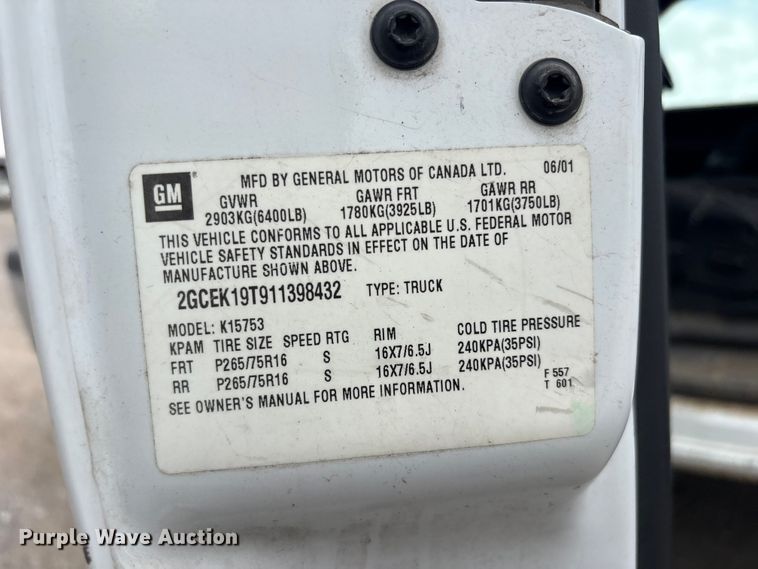 GM ® MFD BY GENERAL MOTORS OF CANADA LTD. 06/01
GVWR GAWR FRT GAWR RR
2903KG(6400LB) 1780KG(3925LB) 1701KG(3750LB)
THIS VEHICLE CONFORMS TO ALL APPLICABLE U.S. FEDERAL MOTOR
VEHICLE SAFETY STANDARDS IN EFFECT ON THE DATE OF
MANUFACTURE SHOWN ABOVE.
2GCEK19T911398432 TYPE: TRUCK
MODEL: K15753
KPAM TIRE SIZE SPEED RTG RIM COLD TIRE PRESSURE
FRT P265/75R16 S 16X7/6.5J 240KPA(35PSI)
RR P265/75R16 S 16X7/6.5J 240KPA(35PSI)
F 557
T 601
SEE OWNER'S MANUAL FOR MORE INFORMATION.
Purple Wave Auction